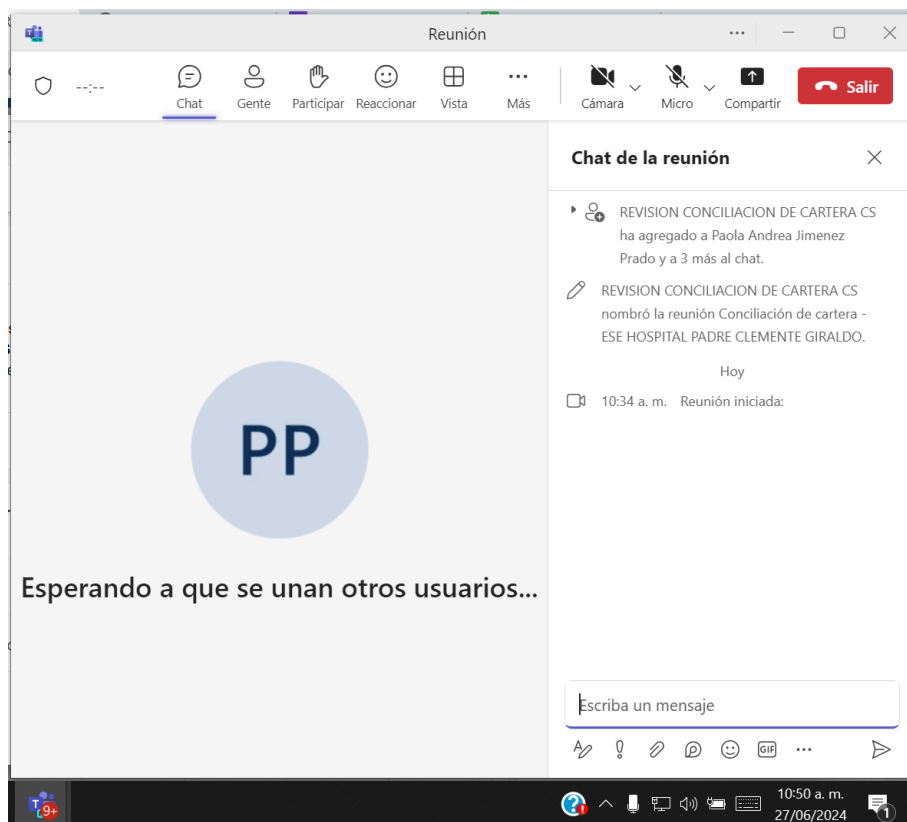 Reunión
--:--
Chat
Gente
Participar
Reaccionar
Vista
Más
Cámara
Micro
Compartir
Salir
Chat de la reunión
REVISION CONCILIACION DE CARTERA CS
ha agregado a Paola Andrea Jimenez
Prado y a 3 más al chat.
REVISION CONCILIACION DE CARTERA CS
nombró la reunión Conciliación de cartera -
ESE HOSPITAL PADRE CLEMENTE GIRALDO.
Hoy
10:34 a. m. Reunión iniciada:
PP
Esperando a que se unan otros usuarios...
Escriba un mensaje
GIF
9+
10:50 a. m.
27/06/2024
1